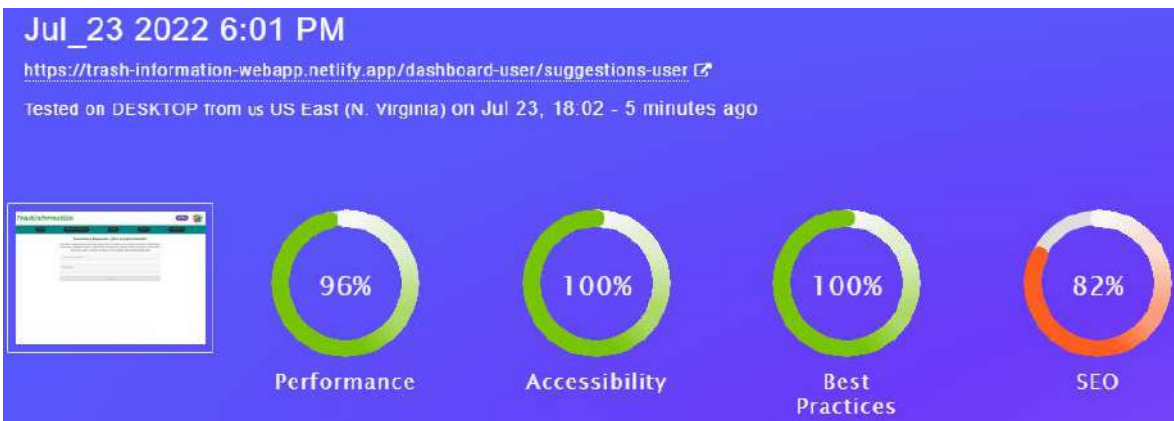 Jul_23 2022 6:01 PM
https://trash-information-webapp.netlify.app/dashboard-user/suggestions-user
Tested on DESKTOP from us US East (N. Virginia) on Jul 23, 18:02 - 5 minutes ago
TrashInformation
96%
100%
100%
82%
Performance
Accessibility
Best
Practices
SEO